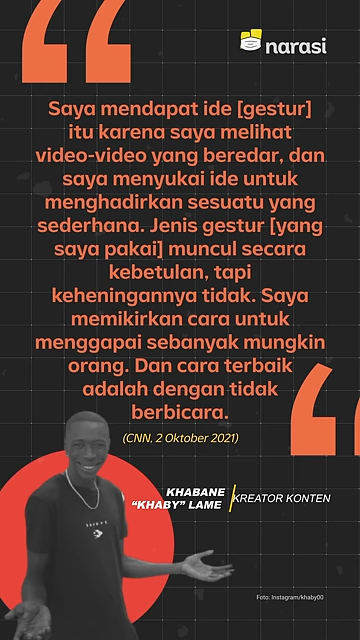 narasi
Saya mendapat ide [gestur]
itu karena saya melihat
video-video yang beredar, dan
saya menyukai ide untuk
menghadirkan sesuatu yang
sederhana. Jenis gestur [yang
saya pakai] muncul secara
kebetulan, tapi
keheningannya tidak. Saya
memikirkan cara untuk
menggapai sebanyak mungkin
orang. Dan cara terbaik
adalah dengan tidak
berbicara.
(CNN, 2 Oktober 2021)
KHABANE
“KHABY” LAME
KREATOR KONTEN
Foto: Instagram/khaby00